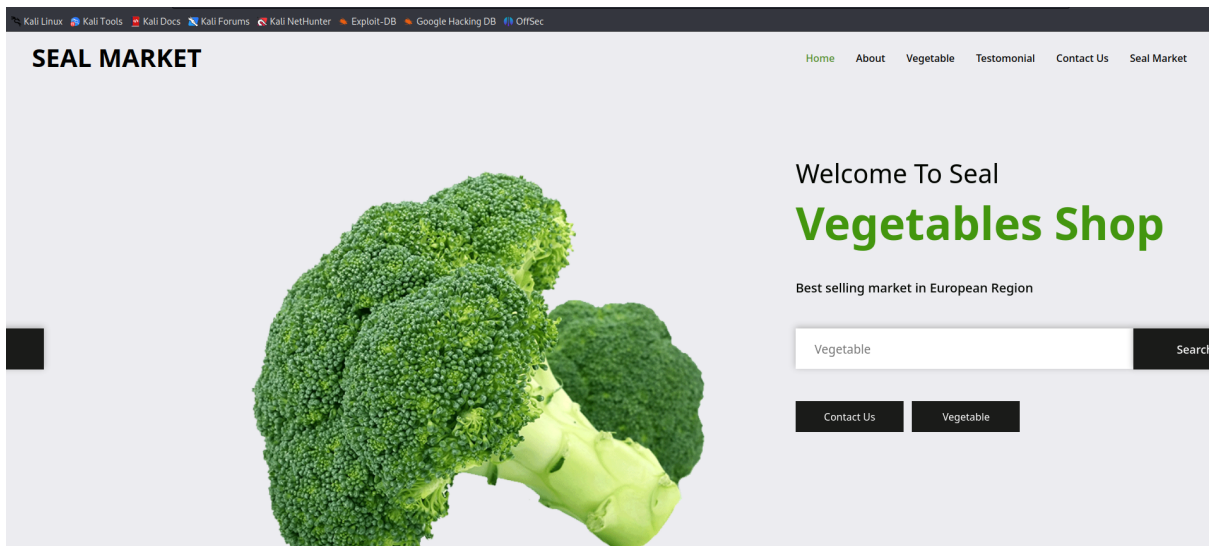 Kali Linux Kali Tools Kali Docs Kali Forums Kali NetHunter Exploit-DB Google Hacking DB OffSec
SEAL MARKET
Home About Vegetable Testomonial Contact Us Seal Market
Welcome To Seal
Vegetables Shop
Best selling market in European Region
Vegetable Search
Contact Us Vegetable